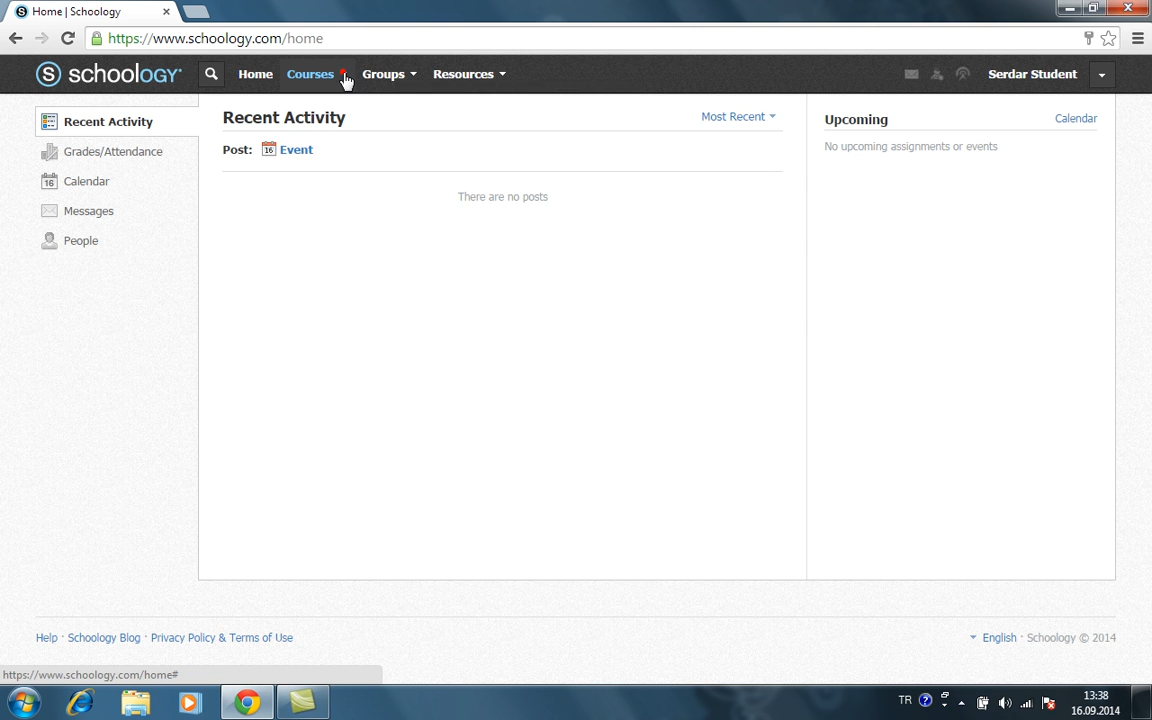 Home | Schoology
https://www.schoology.com/home
schoology
Home
Courses
Groups
Resources
Serdar Student
Recent Activity
Grades/Attendance
16
Calendar
Messages
People
Recent Activity
Most Recent
Post:
16
Event
There are no posts
Upcoming
Calendar
No upcoming assignments or events
Help · Schoology Blog · Privacy Policy & Terms of Use
English · Schoology © 2014
https://www.schoology.com/home#
TR
13:38
16.09.2014